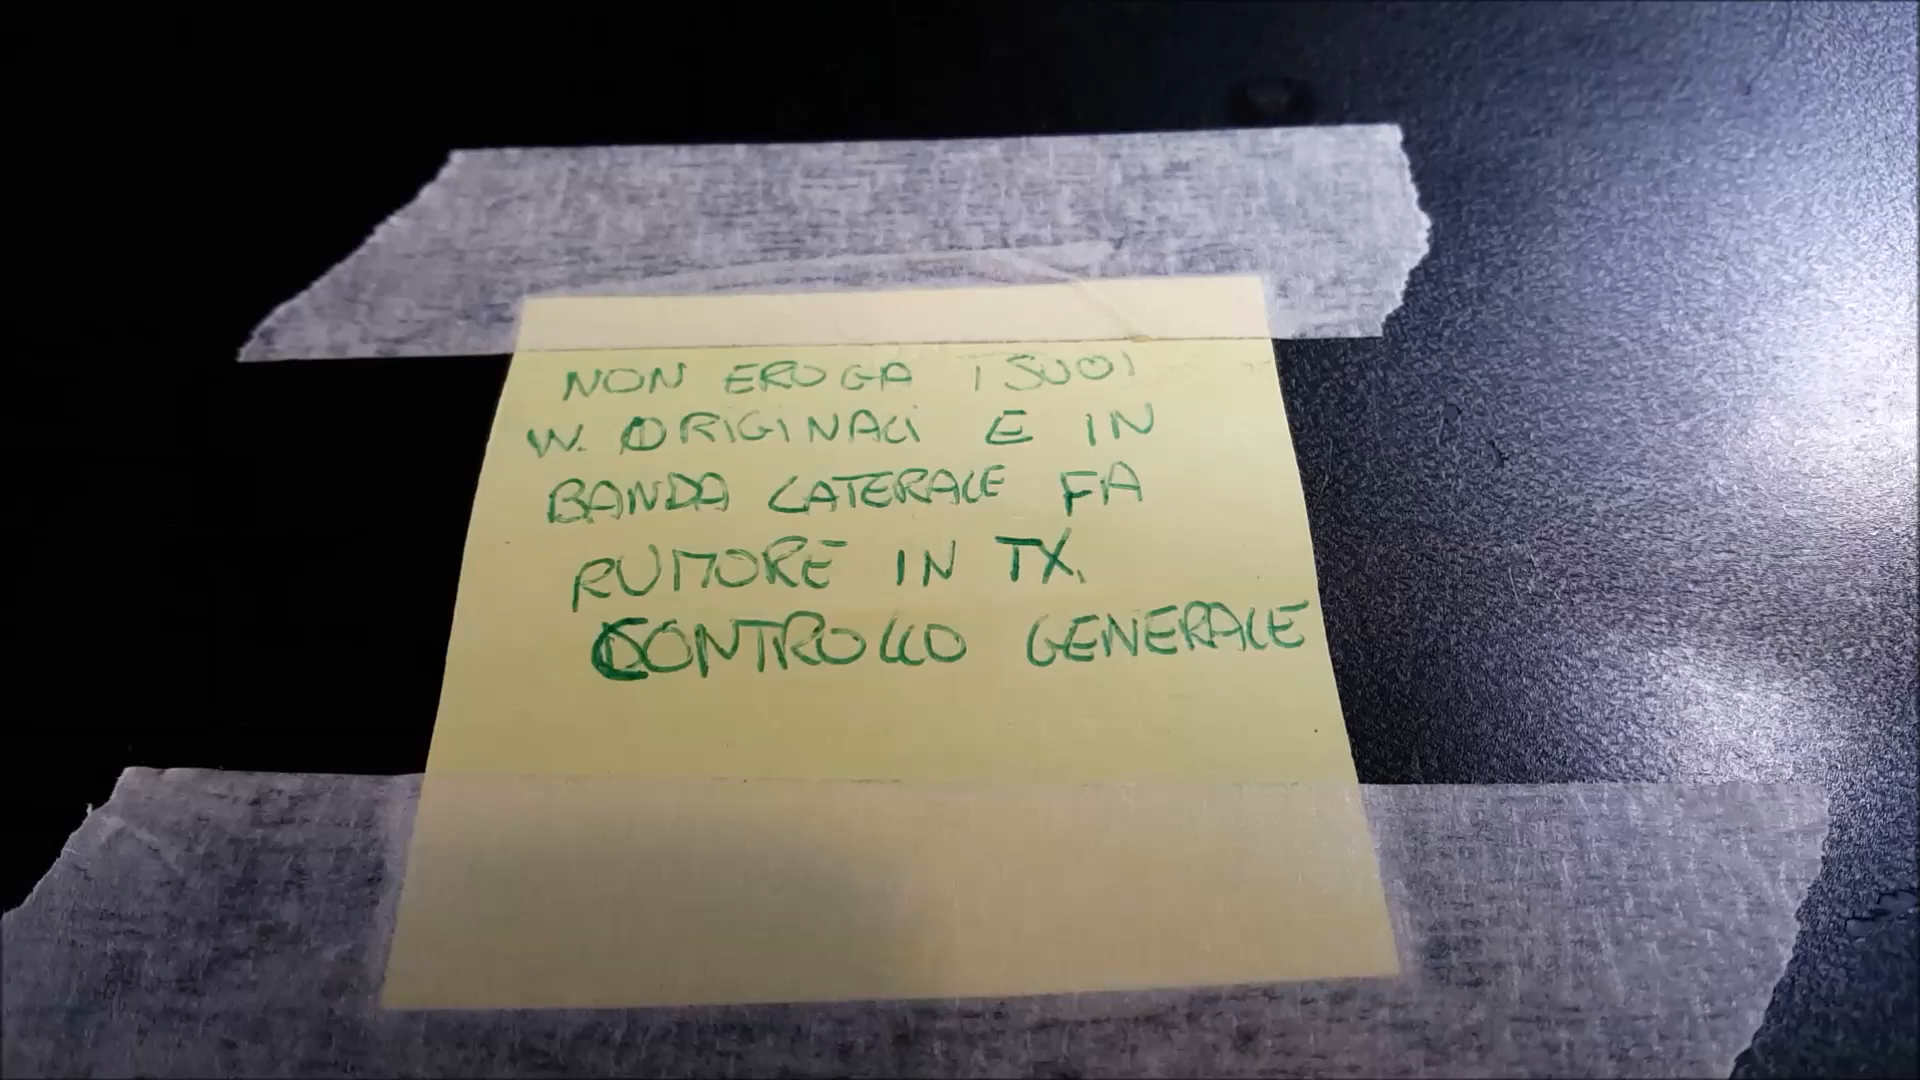 NON EROGA I SUOI
W. ORIGINALI E IN
BANDA LATERALE FA
RUMORE IN TX.
CONTROLLO GENERALE